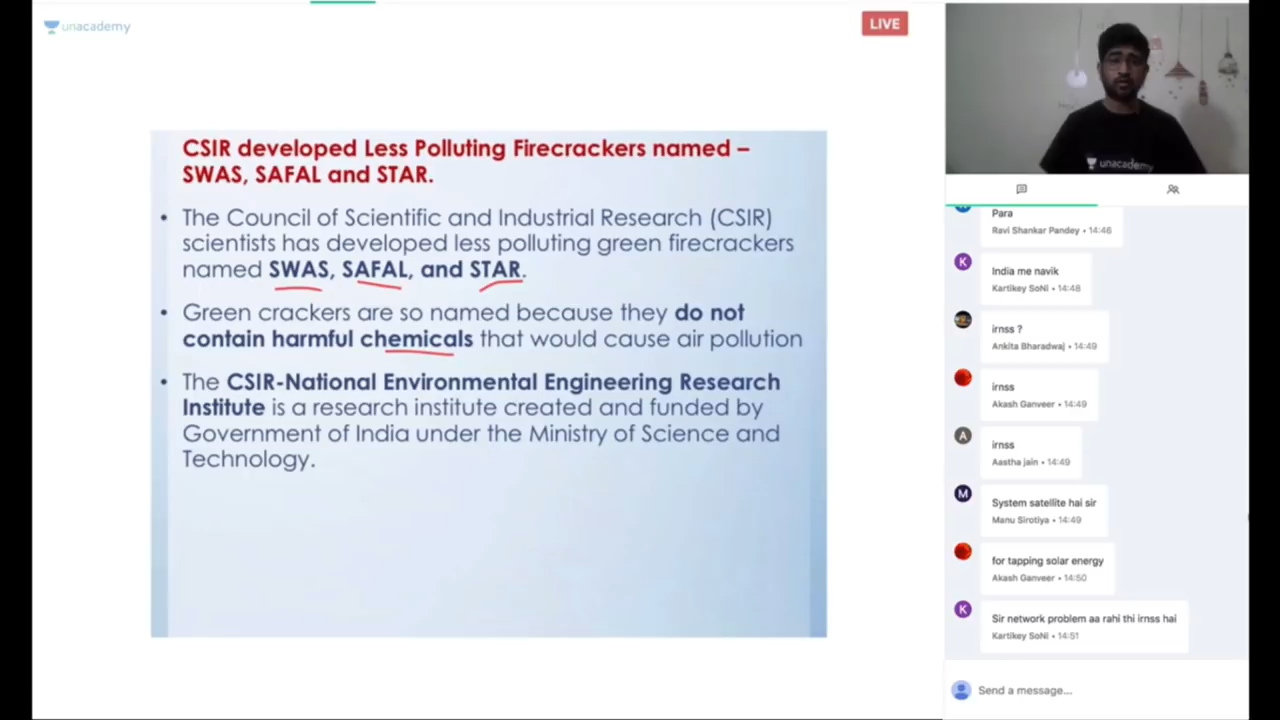 unacademy
LIVE
CSIR developed Less Polluting Firecrackers named –
SWAS, SAFAL and STAR.
• The Council of Scientific and Industrial Research (CSIR)
scientists has developed less polluting green firecrackers
named SWAS, SAFAL, and STAR.
• Green crackers are so named because they do not
contain harmful chemicals that would cause air pollution
• The CSIR-National Environmental Engineering Research
Institute is a research institute created and funded by
Government of India under the Ministry of Science and
Technology.
unacademy
Para
Ravi Shankar Pandey • 14:46
K
India me navik
Kartikey SoNi • 14:48
irnss ?
Ankita Bharadwaj • 14:49
irnss
Akash Ganveer • 14:49
A
irnss
Aastha jain • 14:49
M
System satellite hai sir
Manu Sirotiya • 14:49
for tapping solar energy
Akash Ganveer • 14:50
K
Sir network problem aa rahi thi irnss hai
Kartikey SoNi • 14:51
Send a message...